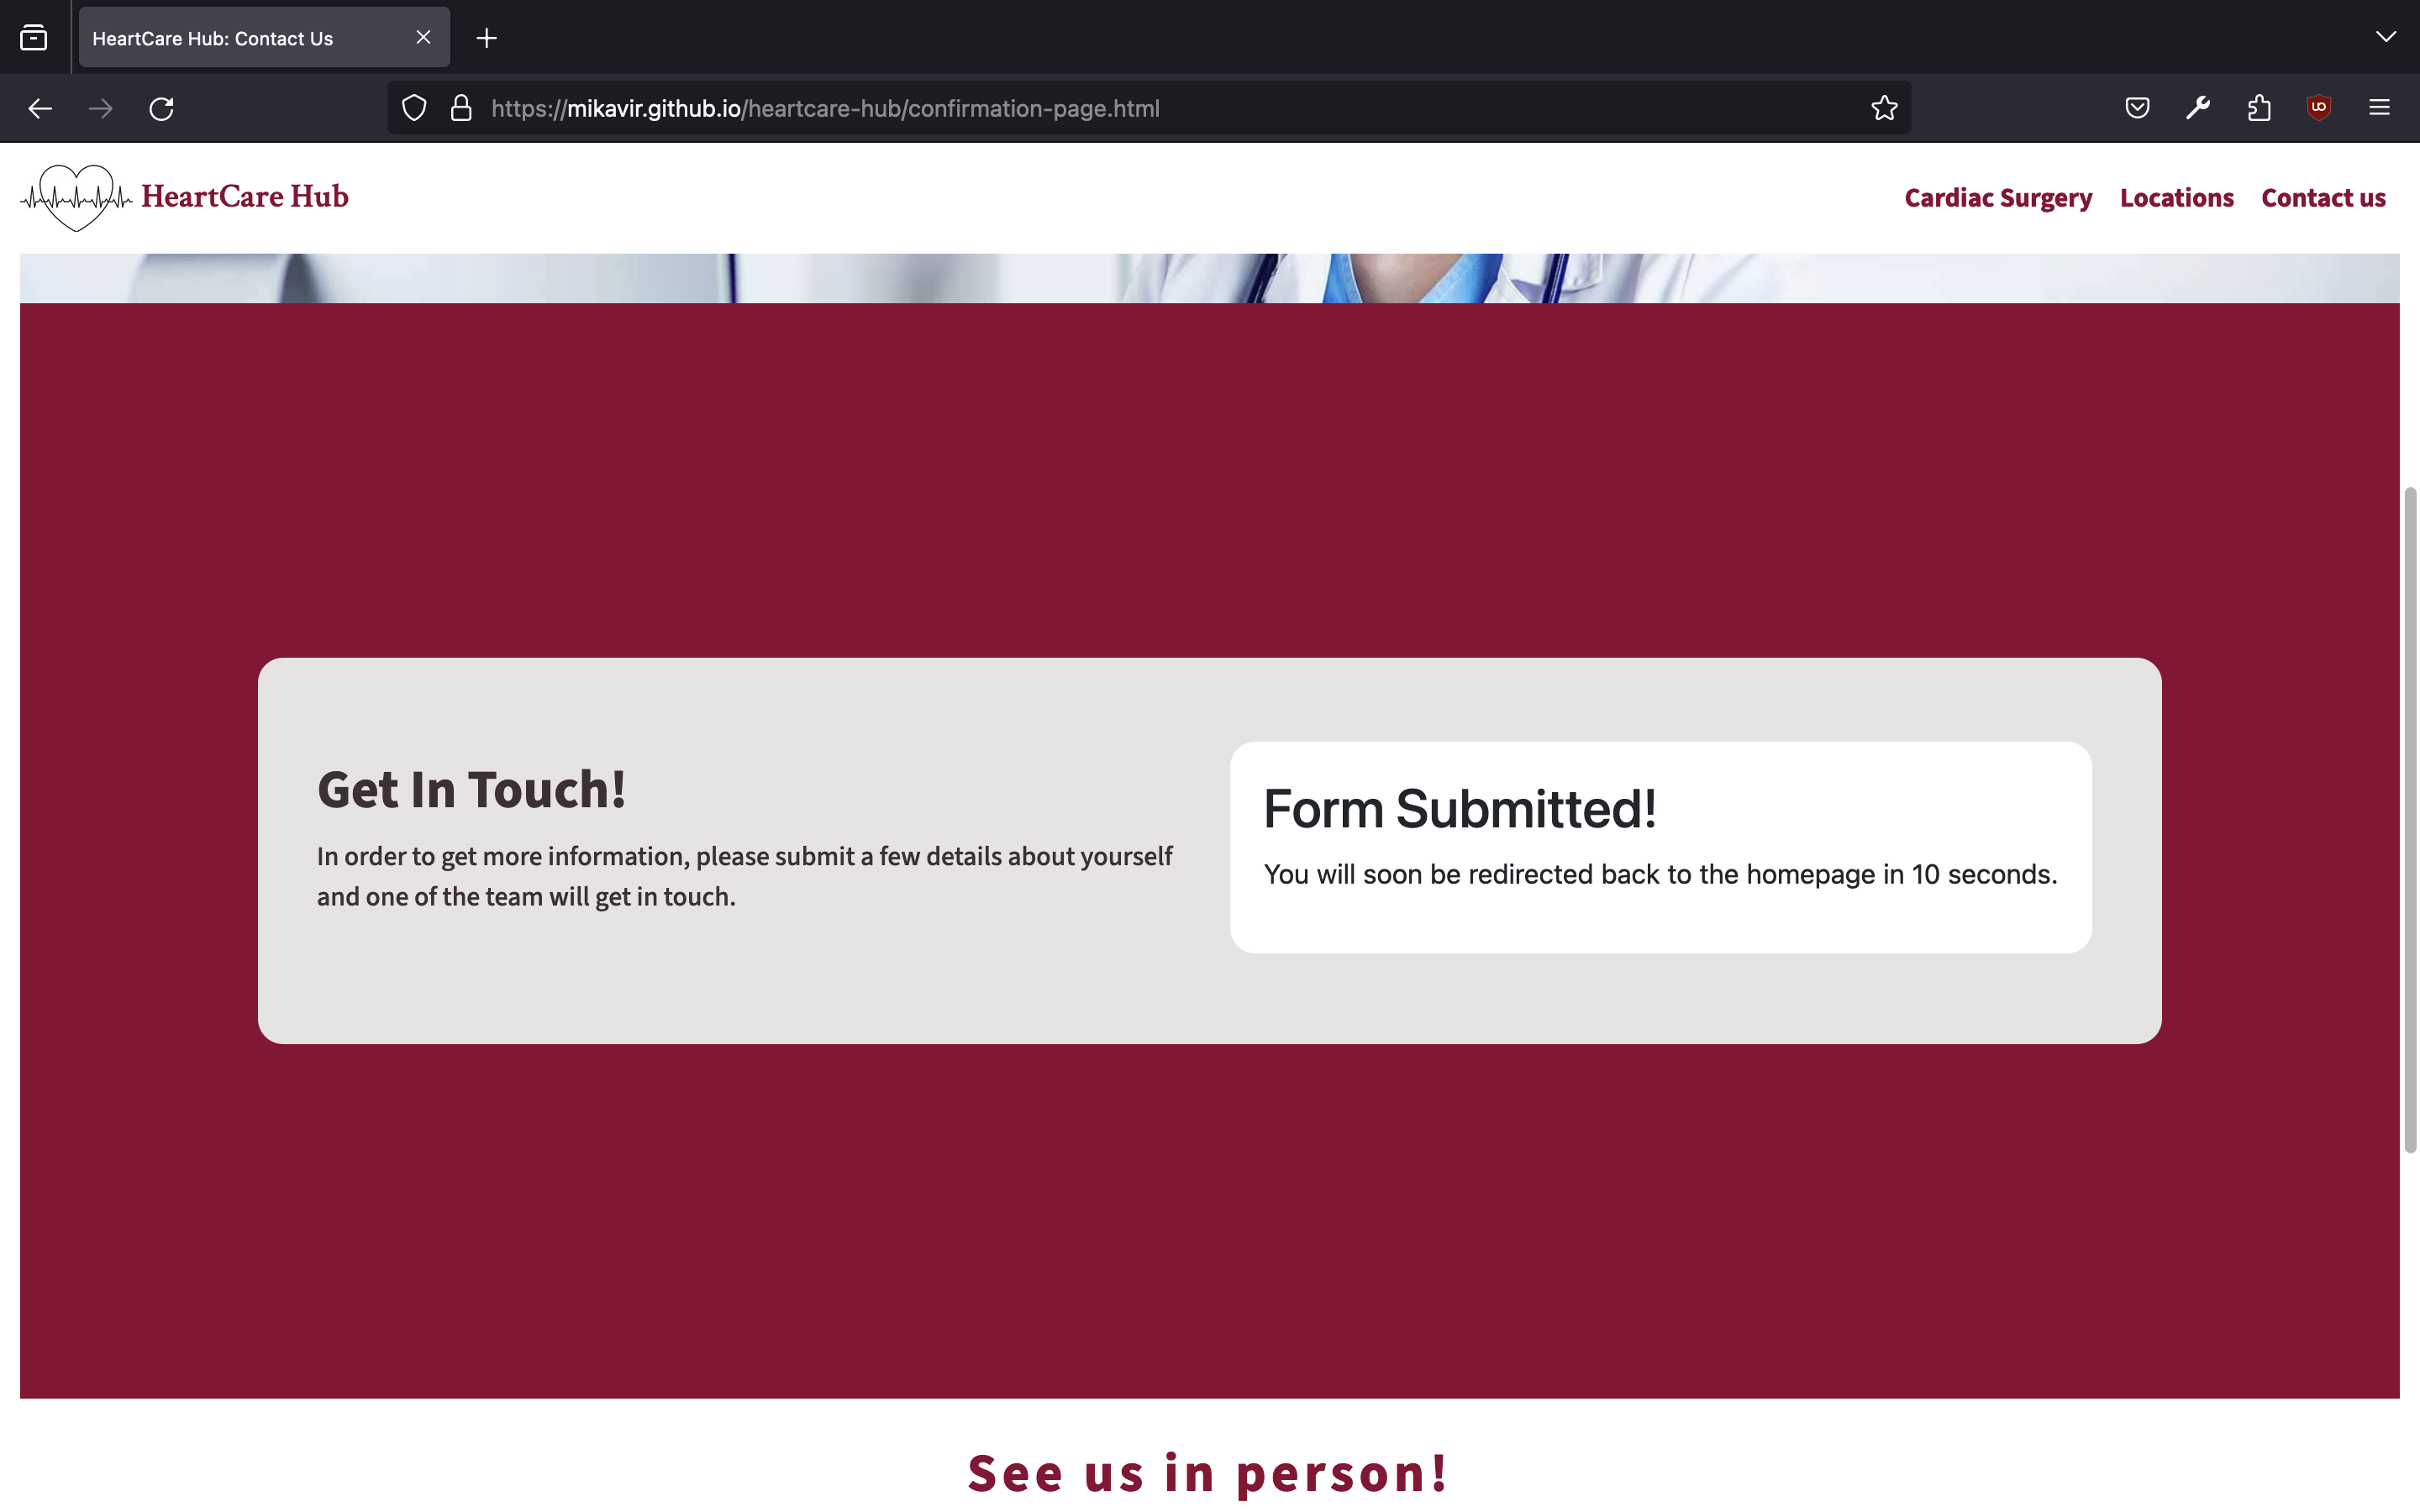 HeartCare Hub: Contact Us
https://mikavir.github.io/heartcare-hub/confirmation-page.html
HeartCare Hub
Cardiac Surgery
Locations
Contact us
Get In Touch!
In order to get more information, please submit a few details about yourself
and one of the team will get in touch.
Form Submitted!
You will soon be redirected back to the homepage in 10 seconds.
See us in person!